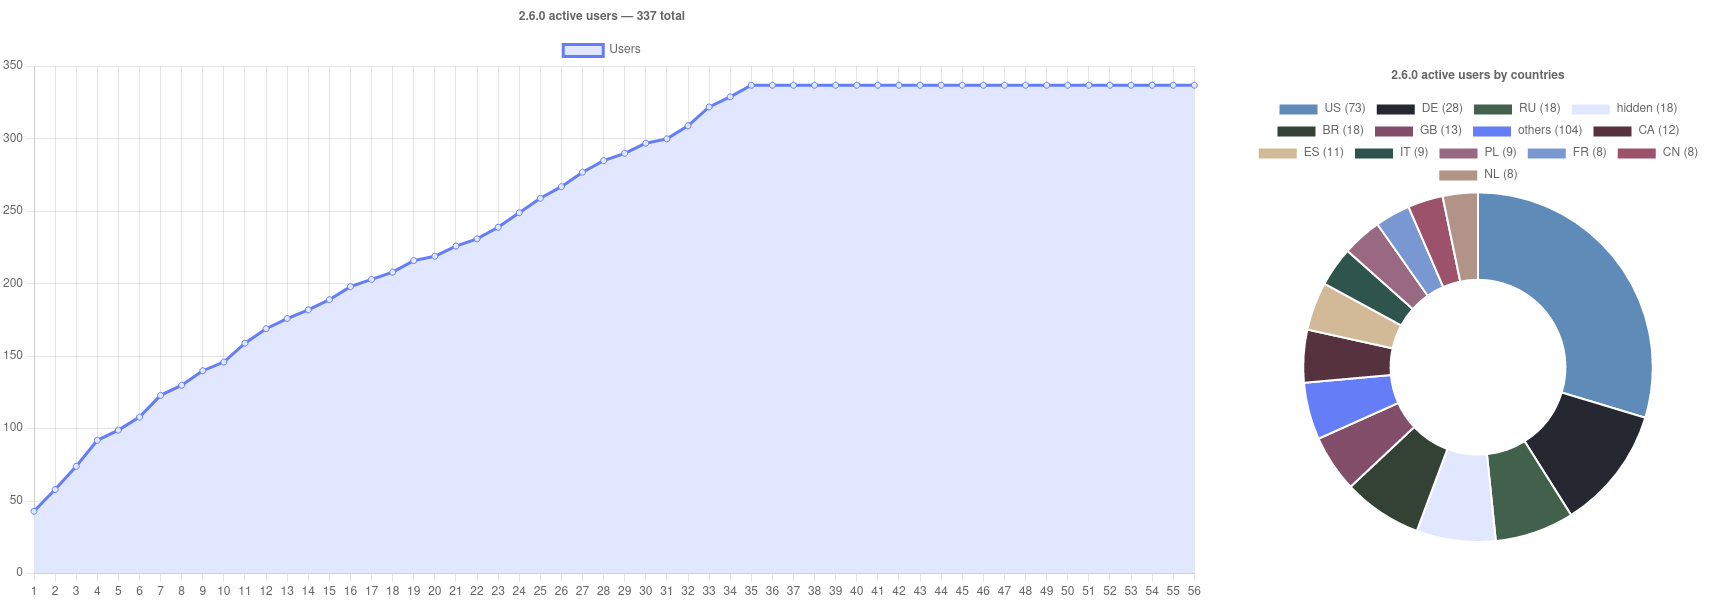 2.6.0 active users — 337 total
Users
350
300
250
200
150
100
50
0
1 2 3 4 5 6 7 8 9 10 11 12 13 14 15 16 17 18 19 20 21 22 23 24 25 26 27 28 29 30 31 32 33 34 35 36 37 38 39 40 41 42 43 44 45 46 47 48 49 50 51 52 53 54 55 56
2.6.0 active users by countries
US (73) DE (28) RU (18) hidden (18)
BR (18) GB (13) others (104) CA (12)
ES (11) IT (9) PL (9) FR (8) CN (8)
NL (8)